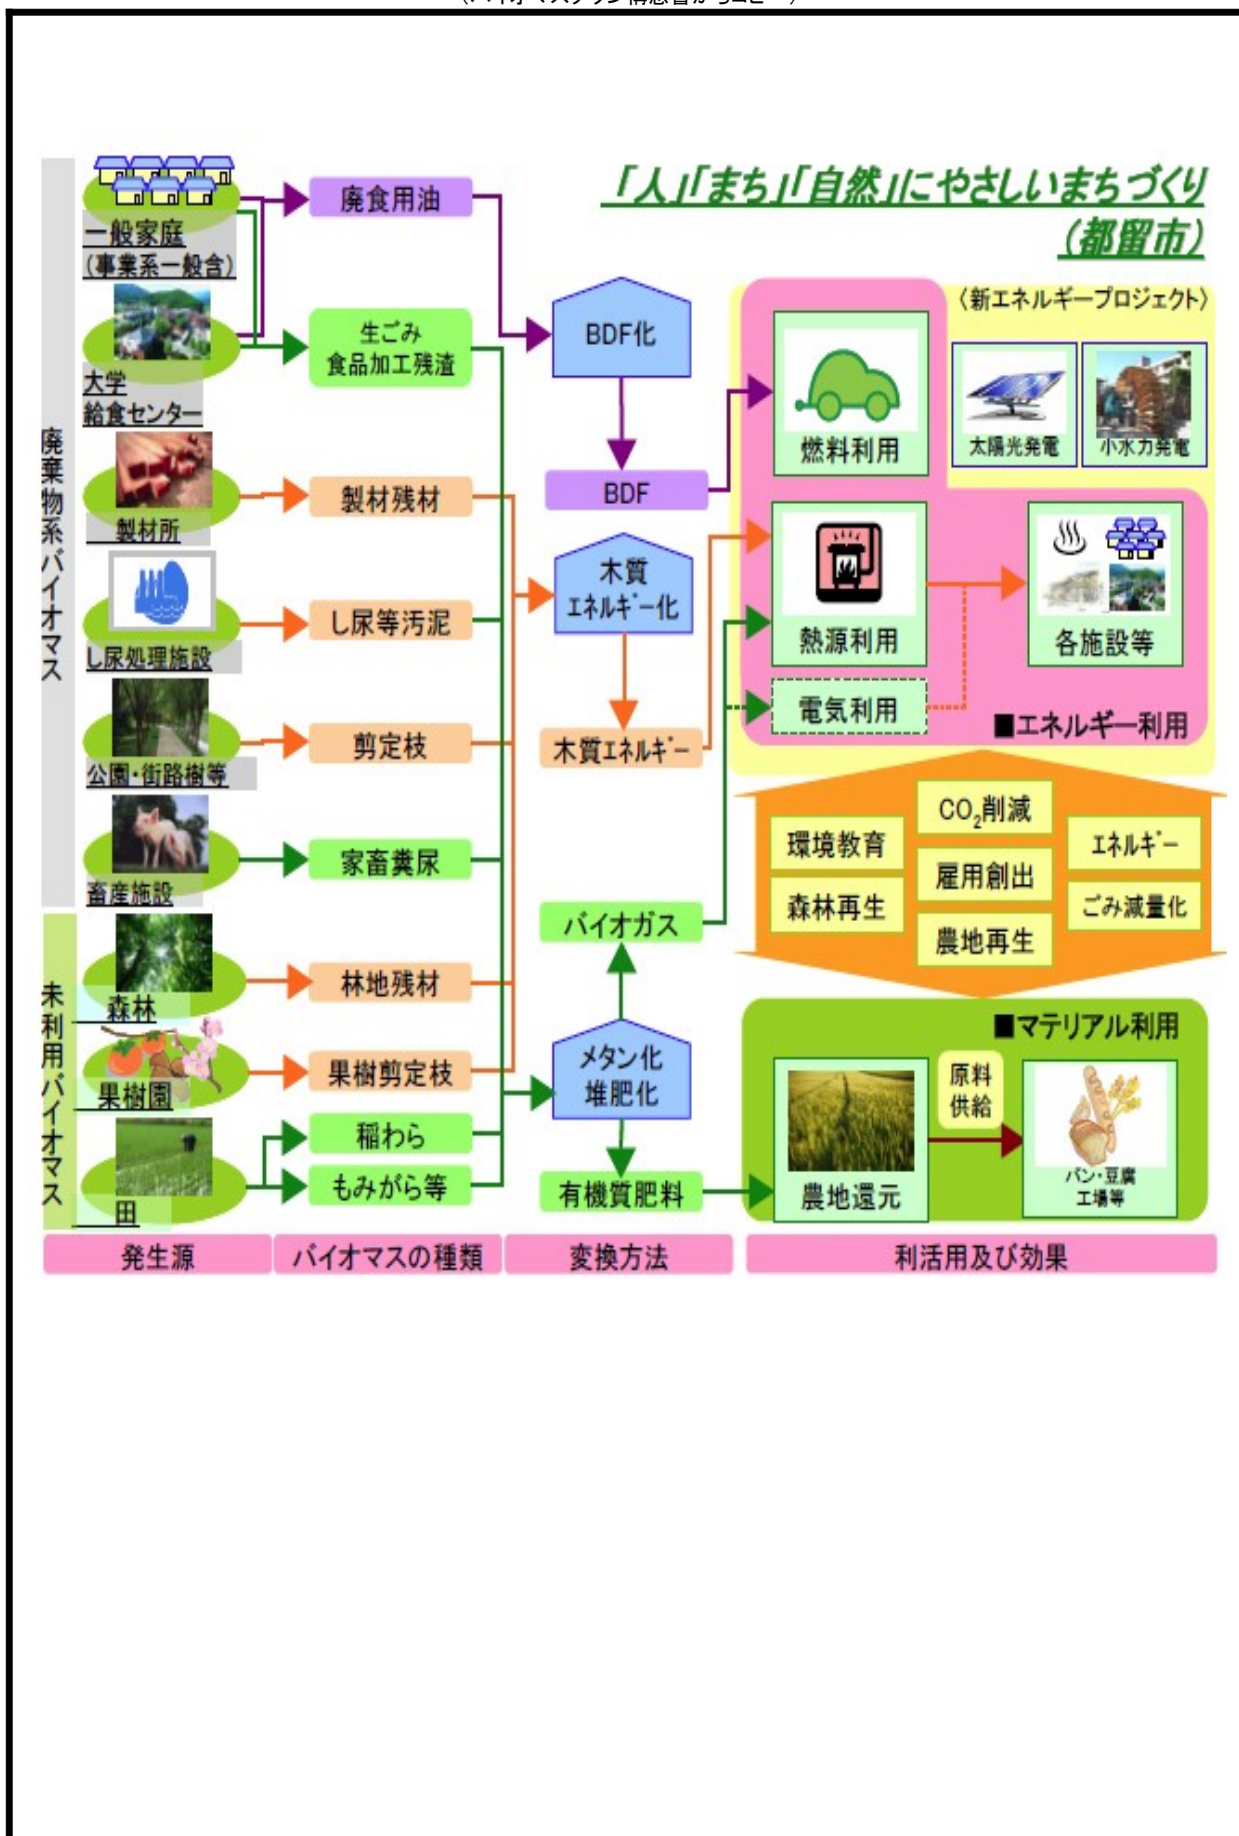 「人」「まち」「自然」にやさしいまちづくり
（都留市）
廃棄物系バイオマス
未利用バイオマス
一般家庭
（事業系一般含）
大学
給食センター
製材所
し尿処理施設
公園・街路樹等
畜産施設
森林
果樹園
田
廃食用油
生ごみ
食品加工残渣
製材残材
し尿等汚泥
剪定枝
家畜糞尿
林地残材
果樹剪定枝
稲わら
もみがら等
BDF化
BDF
木質
エネルギー化
木質エネルギー
バイオガス
メタン化
堆肥化
有機質肥料
〈新エネルギープロジェクト〉
燃料利用
太陽光発電
小水力発電
熱源利用
各施設等
電気利用
■エネルギー利用
CO₂削減
環境教育
エネルギー
雇用創出
森林再生
ごみ減量化
農地再生
■マテリアル利用
原料
供給
農地還元
パン・豆腐
工場等
発生源
バイオマスの種類
変換方法
利活用及び効果